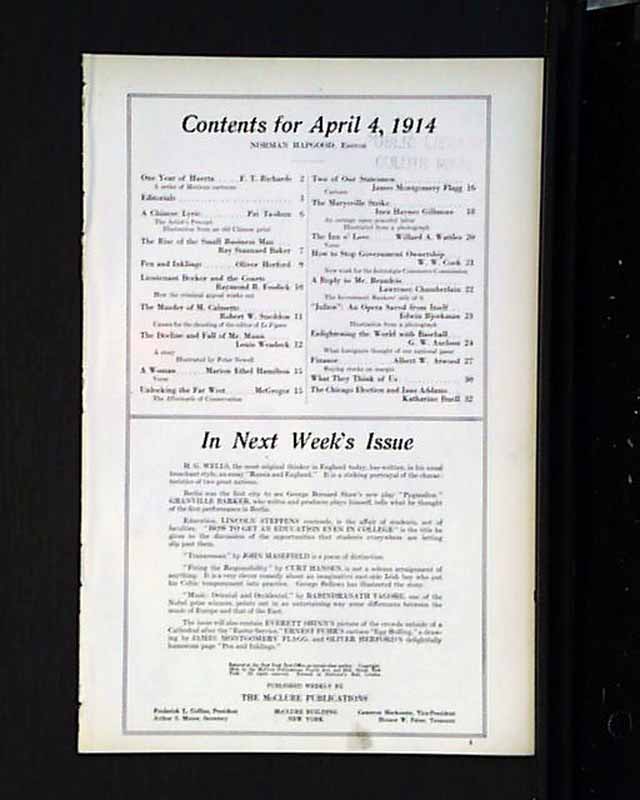 Contents for April 4, 1914
NORMAN HAPGOOD, Editor
One Year of Huerta F. T. Richards 2
A series of Mexican cartoons
Editorials 3
A Chinese Lyric Pai Ta-shun 6
Illustration from an old Chinese print
The Rise of the Small Business Man
Ray Stannard Baker 7
Pen and Inklings Oliver Herford 9
Lieutenant Becker and the Courts
Raymond B. Fosdick 10
How the criminal appeal works out
The Murder of M. Calmette
Robert W. Sneddon 11
Causes for the shooting of the editor of Le Figaro
The Decline and Fall of Mr. Mann
Louis Wesleck 12
A story
Illustrated by Peter Newell
A Woman Marion Ethel Hamilton 15
Verse
Unlocking the Far West McGregor 15
The Aftermath of Conservation
Two of Our Statesmen
Cartoon James Montgomery Flagg 16
The Marysville Strike
Inez Haynes Gillmore 18
Illustrated from a photograph
The Inn o' Love Willard A. Wattles 20
Verse
How to Stop Government Ownership
W. W. Cook 21
New work for the Interstate Commerce Commission
A Reply to Mr. Brandeis
Lawrence Chamberlain 22
The Investment Bankers' side of it
"Julien": An Opera Saved from Itself
Edwin Bjorkman 23
Illustration from a photograph
Enlightening the World with Baseball
G. W. Axelson 24
What foreigners thought of our national game
Finance Albert W. Atwood 27
Buying stocks on margin
What They Think of Us 30
The Chicago Election and Jane Addams
Katharine Buell 32
In Next Week's Issue
H. G. WELLS, the most original thinker in England today, has written, in his usual
trenchant style, an essay "Russia and England." It is a striking portrayal of the charac-
teristics of two great nations.
Berlin was the first city to see George Bernard Shaw's new play "Pygmalion."
GRANVILLE BARKER, who writes and produces plays himself, tells what he thought
of the first performance in Berlin.
Education, LINCOLN STEFFENS contends, is the affair of students, not of
faculties. "HOW TO GET AN EDUCATION EVEN IN COLLEGE" is the title he
gives to the discussion of the opportunities that students everywhere are letting
slip past them.
"Truceman" by JOHN MASEFIELD is a poem of distinction.
"Fixing the Responsibility" by CURT HANSEN, is not a solemn arraignment of
anything. It is a very clever comedy about an imaginative east-side Irish boy who put
his Celtic temperament into practice. George Bellows has illustrated the story.
"Music: Oriental and Occidental," by RABINDRANATH TAGORE, one of the
Nobel prize winners, points out in an entertaining way some differences between the
music of Europe and that of the East.
The issue will also contain EVERETT SHINN'S picture of the crowds outside of a
Cathedral after the "Easter Service," ERNEST FUHR'S cartoon "Egg Rolling," a draw-
ing by JAMES MONTGOMERY FLAGG and OLIVER HERFORD'S delightfully
humorous page "Pen and Inklings."
PUBLISHED WEEKLY BY
THE McCLURE PUBLICATIONS
Frederick L. Collins, President McCLURE BUILDING Cameron Mackenzie, Vice-President
Arthur S. Moore, Secretary NEW YORK Horace W. Paine, Treasurer